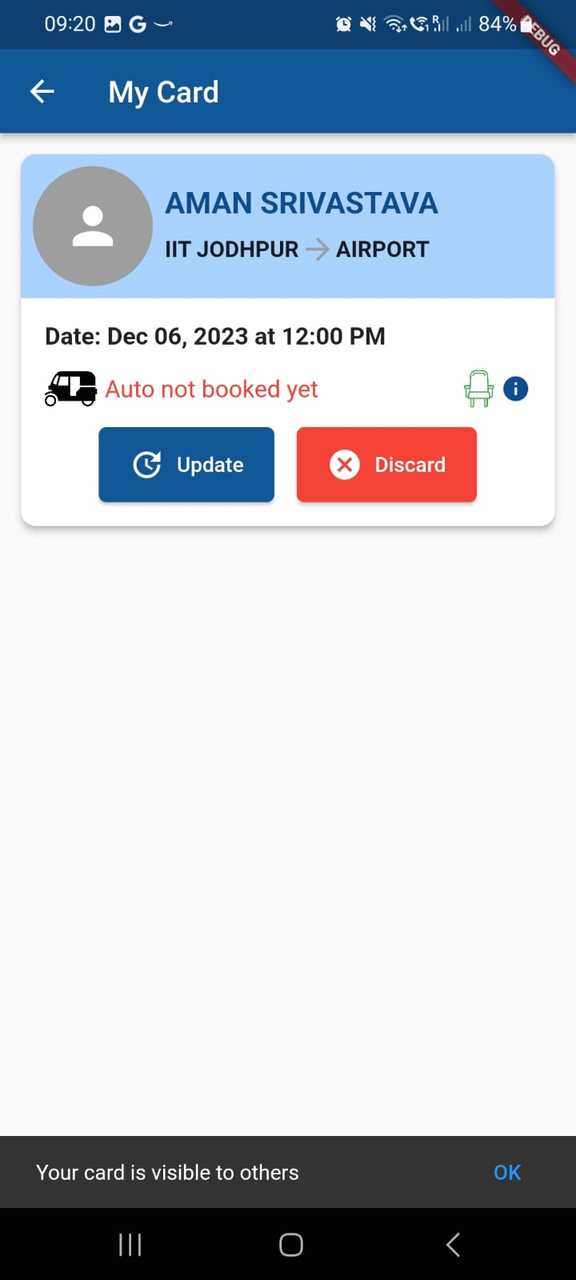 09:20 G 84%
DEBUG
My Card
AMAN SRIVASTAVA
IIT JODHPUR → AIRPORT
Date: Dec 06, 2023 at 12:00 PM
Auto not booked yet
Update Discard
Your card is visible to others OK